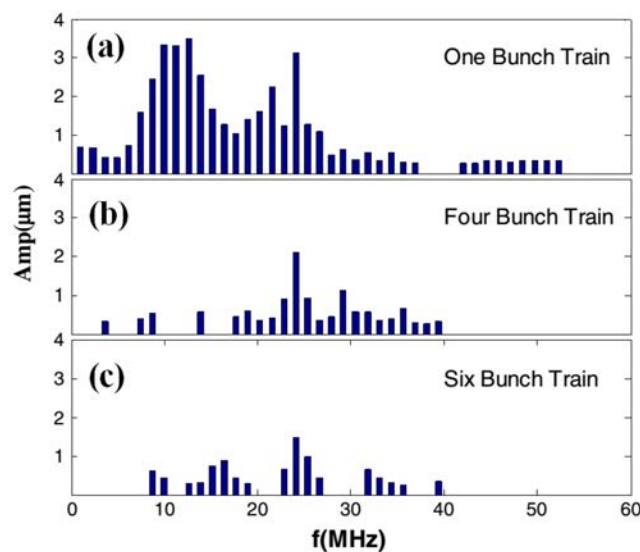 4
(a)
One Bunch Train
3
2
1
4
(b)
Four Bunch Train
3
2
1
4
(c)
Six Bunch Train
3
2
1
0
10
20
30
40
50
60
Amp(μm)
f(MHz)